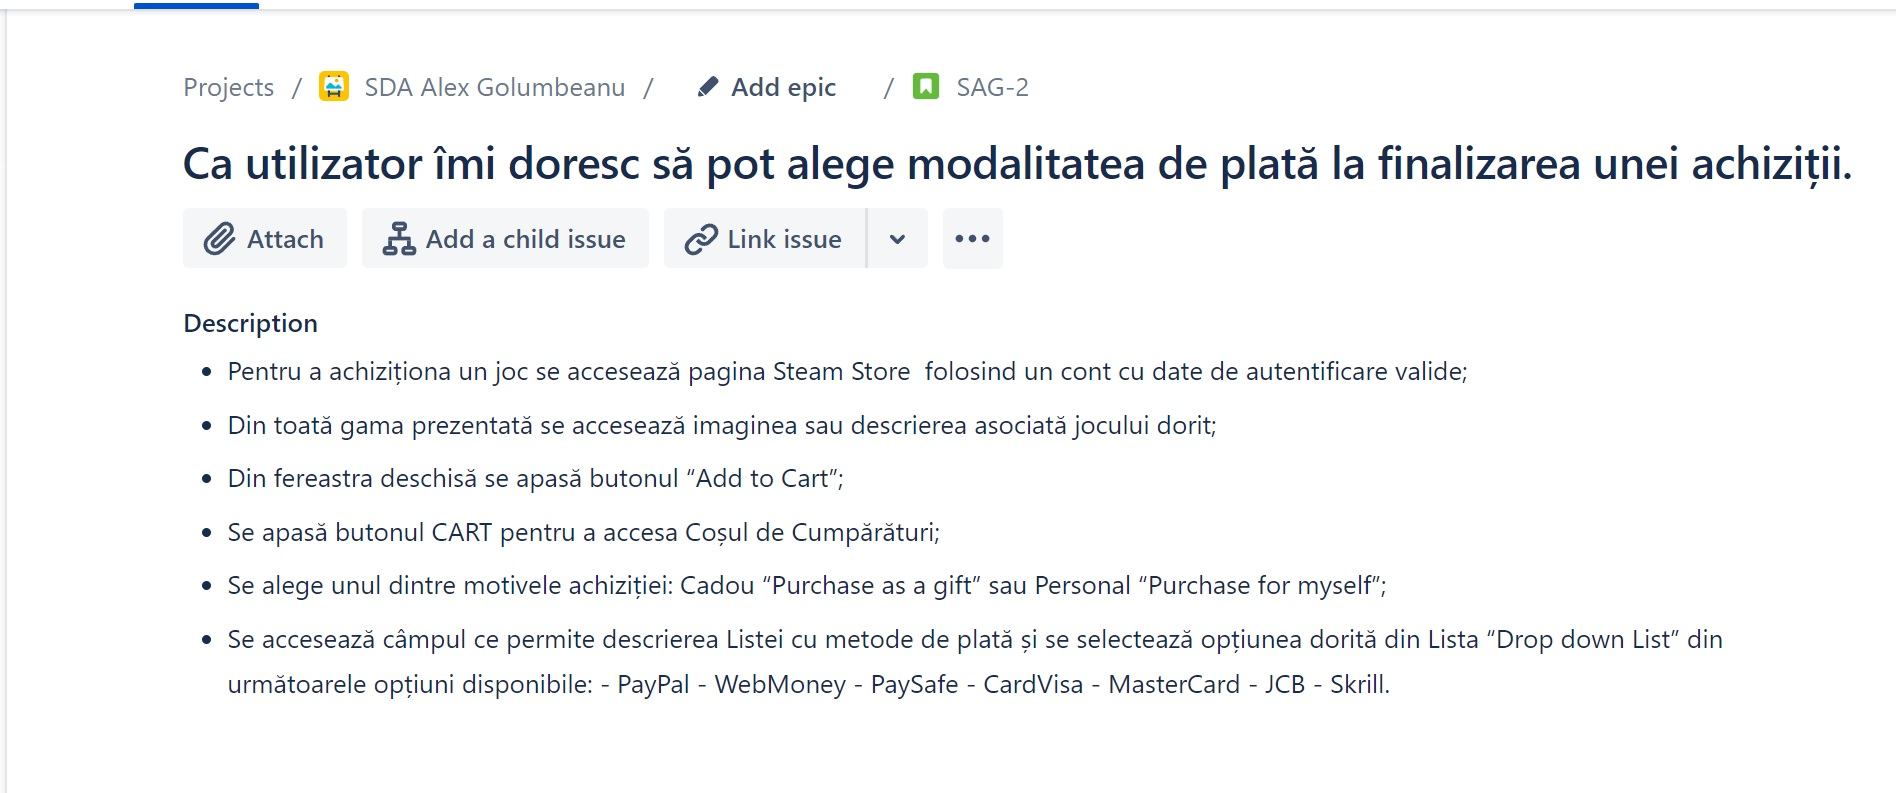 Projects / SDA Alex Golumbeanu / Add epic / SAG-2
Ca utilizator îmi doresc să pot alege modalitatea de plată la finalizarea unei achiziții.
Attach Add a child issue Link issue
Description
• Pentru a achiziționa un joc se accesează pagina Steam Store  folosind un cont cu date de autentificare valide;
• Din toată gama prezentată se accesează imaginea sau descrierea asociată jocului dorit;
• Din fereastra deschisă se apasă butonul “Add to Cart”;
• Se apasă butonul CART pentru a accesa Coșul de Cumpărături;
• Se alege unul dintre motivele achiziției: Cadou “Purchase as a gift” sau Personal “Purchase for myself”;
• Se accesează câmpul ce permite descrierea Listei cu metode de plată și se selectează opțiunea dorită din Lista “Drop down List” din
următoarele opțiuni disponibile: - PayPal - WebMoney - PaySafe - CardVisa - MasterCard - JCB - Skrill.